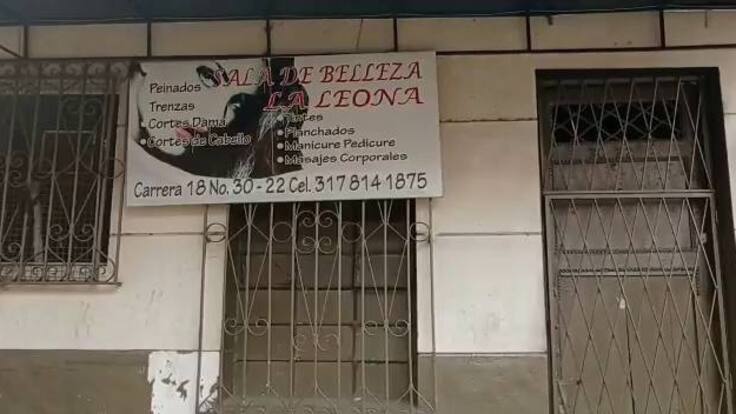 SALA DE BELLEZA
LA LEONA
Peinados
Trenzas
Cortes Dama
Cortes de Cabello
Tintes
Planchados
Manicure Pedicure
Masajes Corporales
Carrera 18 No. 30 - 22 Cel. 317 814 1875